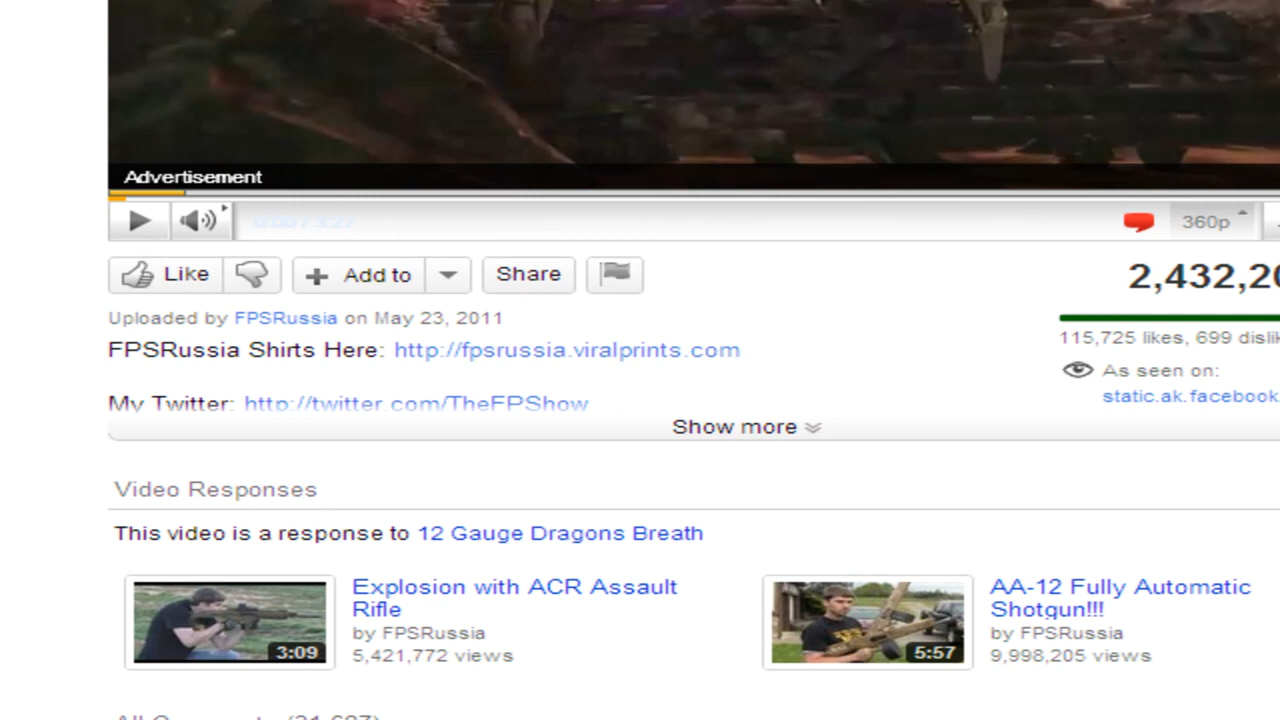 Advertisement
360p
Like
Add to
Share
2,432,20
Uploaded by FPSRussia on May 23, 2011
115,725 likes, 699 dislik
FPSRussia Shirts Here: http://fpsrussia.viralprints.com
As seen on:
static.ak.facebook
My Twitter: http://twitter.com/TheFPShow
Show more
Video Responses
This video is a response to 12 Gauge Dragons Breath
3:09
Explosion with ACR Assault
Rifle
by FPSRussia
5,421,772 views
5:57
AA-12 Fully Automatic
Shotgun!!!
by FPSRussia
9,998,205 views